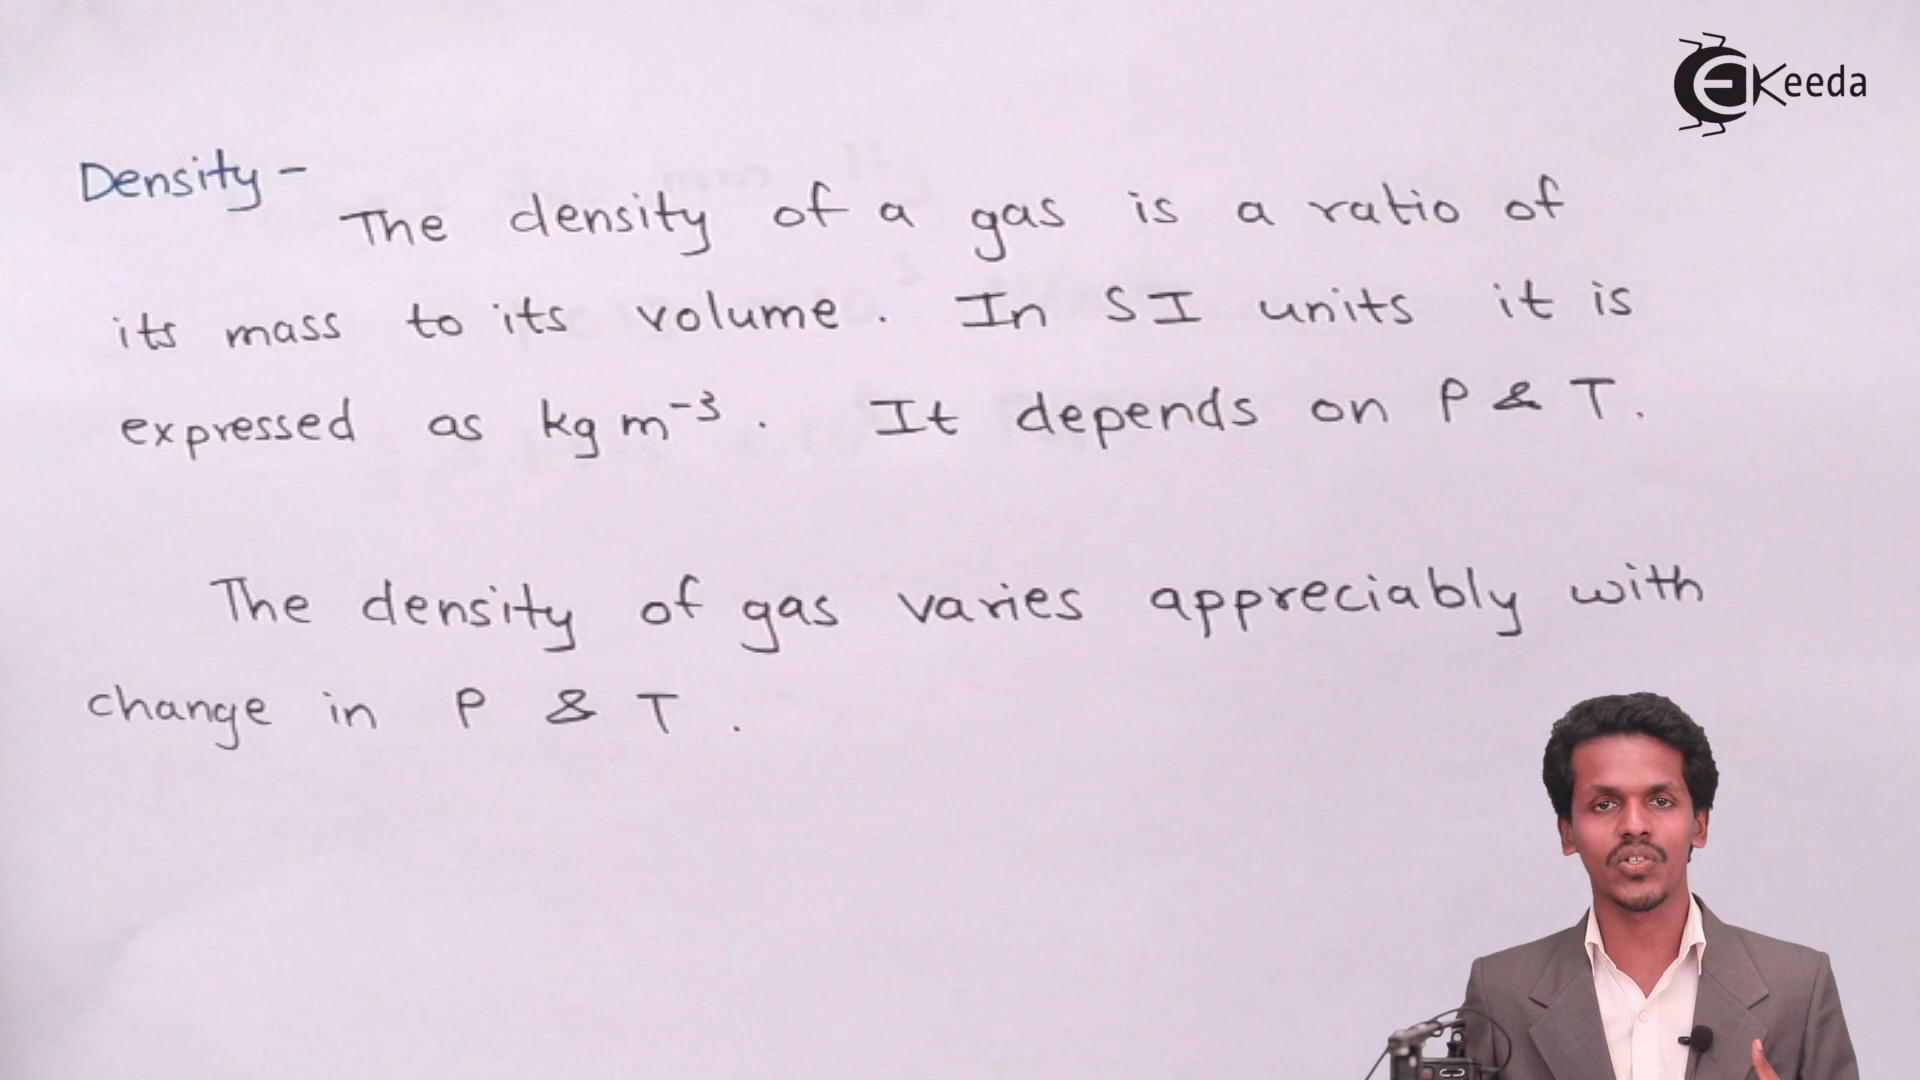 EKeeda
Density -
The density of a gas is a ratio of
its mass to its volume. In SI units it is
expressed as kg m⁻³. It depends on P & T.
The density of gas varies appreciably with
change in P & T.